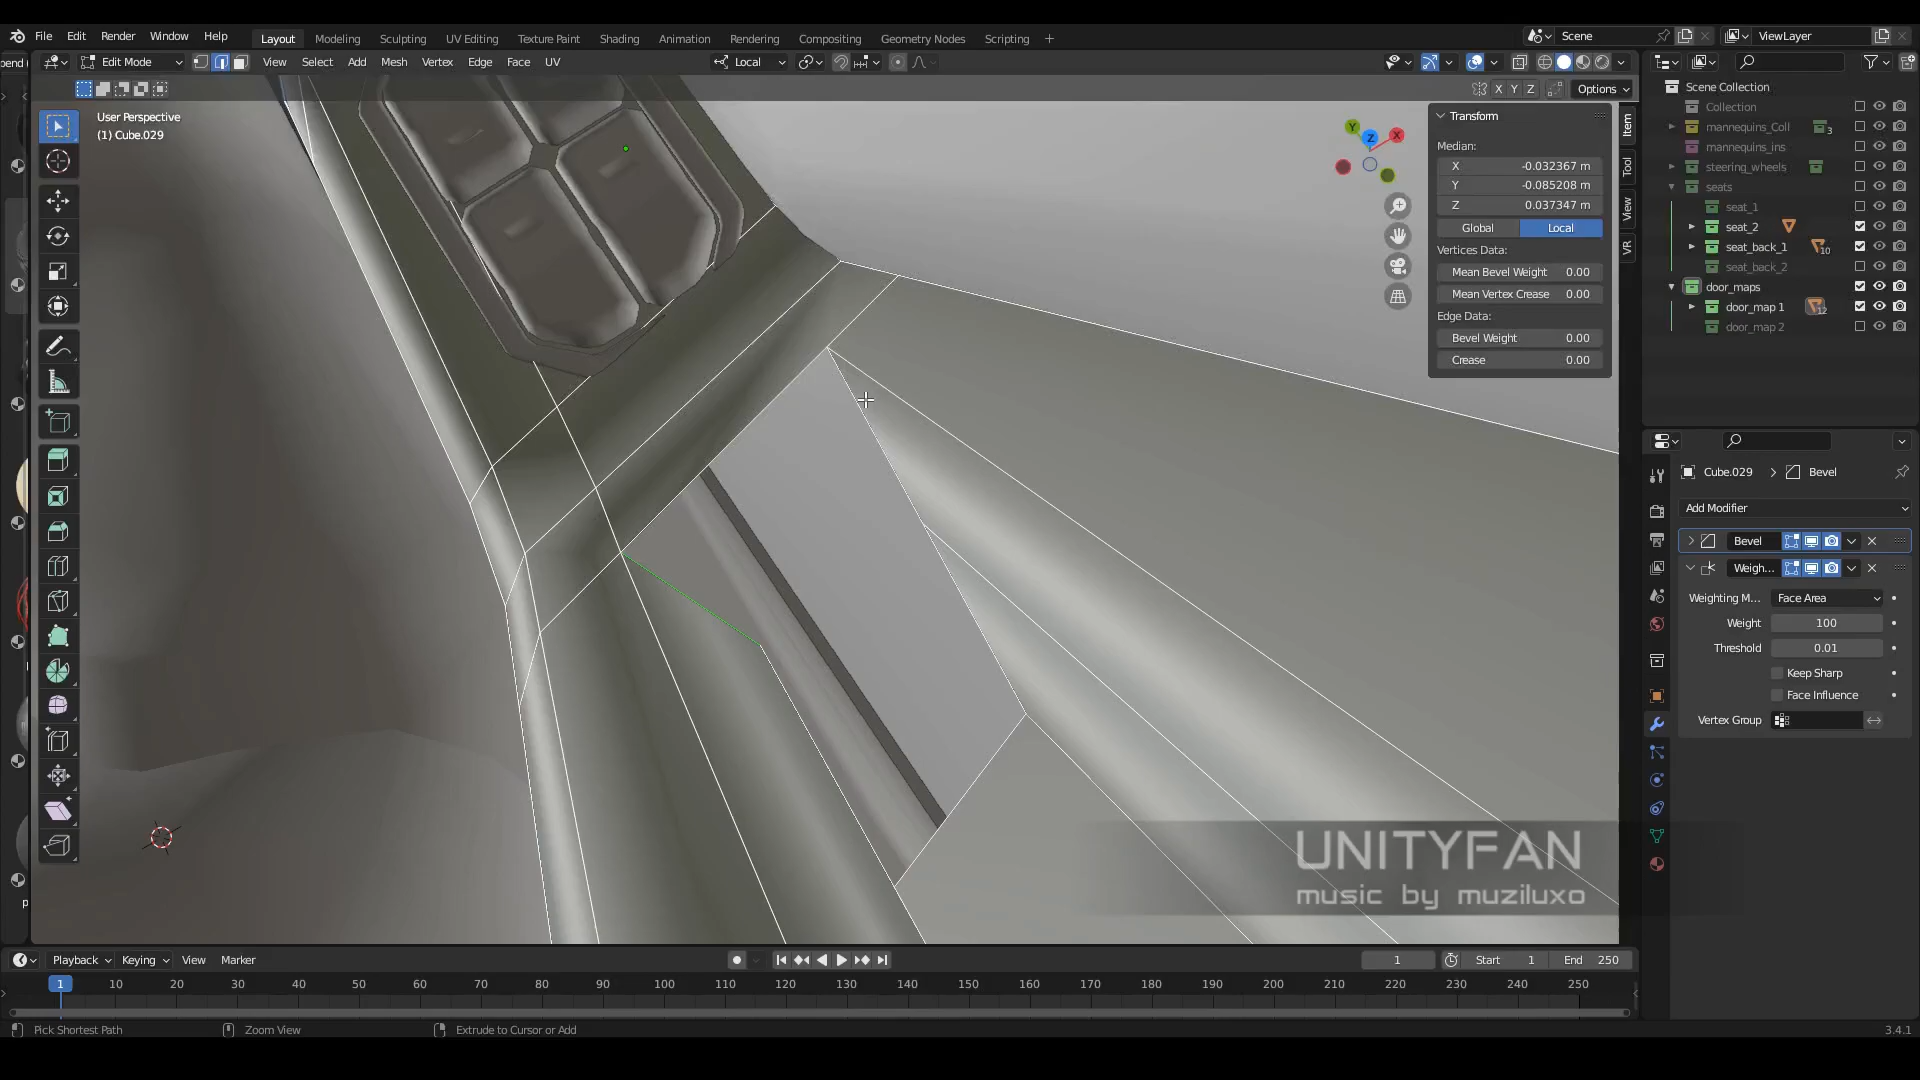 File Edit Render Window Help
Layout Modeling Sculpting UV Editing Texture Paint Shading Animation Rendering Compositing Geometry Nodes Scripting +
Scene
ViewLayer
Edit Mode View Select Add Mesh Vertex Edge Face UV
Local
X Y Z Options
User Perspective
(1) Cube.029
Y Z X
Transform
Median:
X -0.032367 m
Y -0.085208 m
Z 0.037347 m
Global Local
Vertices Data:
Mean Bevel Weight 0.00
Mean Vertex Crease 0.00
Edge Data:
Bevel Weight 0.00
Crease 0.00
Item
Tool
View
VR
Scene Collection
Collection
mannequins_Coll 3
mannequins_ins
steering_wheels
seats
seat_1
seat_2
seat_back_1 10
seat_back_2
door_maps
door_map 1 12
door_map 2
Cube.029 > Bevel
Add Modifier
Bevel
Weigh...
Weighting M... Face Area
Weight 100
Threshold 0.01
Keep Sharp
Face Influence
Vertex Group
UNITYFAN
music by muziluxo
Playback Keying View Marker
1 Start 1 End 250
1 10 20 30 40 50 60 70 80 90 100 110 120 130 140 150 160 170 180 190 200 210 220 230 240 250
Pick Shortest Path Zoom View Extrude to Cursor or Add
3.4.1